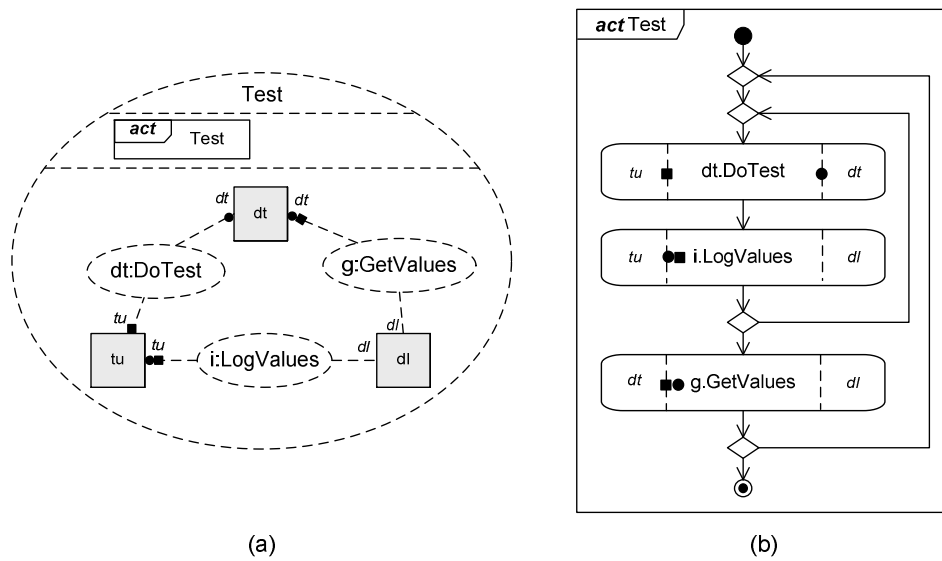 Test
act Test
dt dt
dt
dt:DoTest g:GetValues
tu dl
tu tu dl dl
i:LogValues
(a)
act Test
tu dt.DoTest dt
tu i.LogValues dl
dt g.GetValues dl
(b)